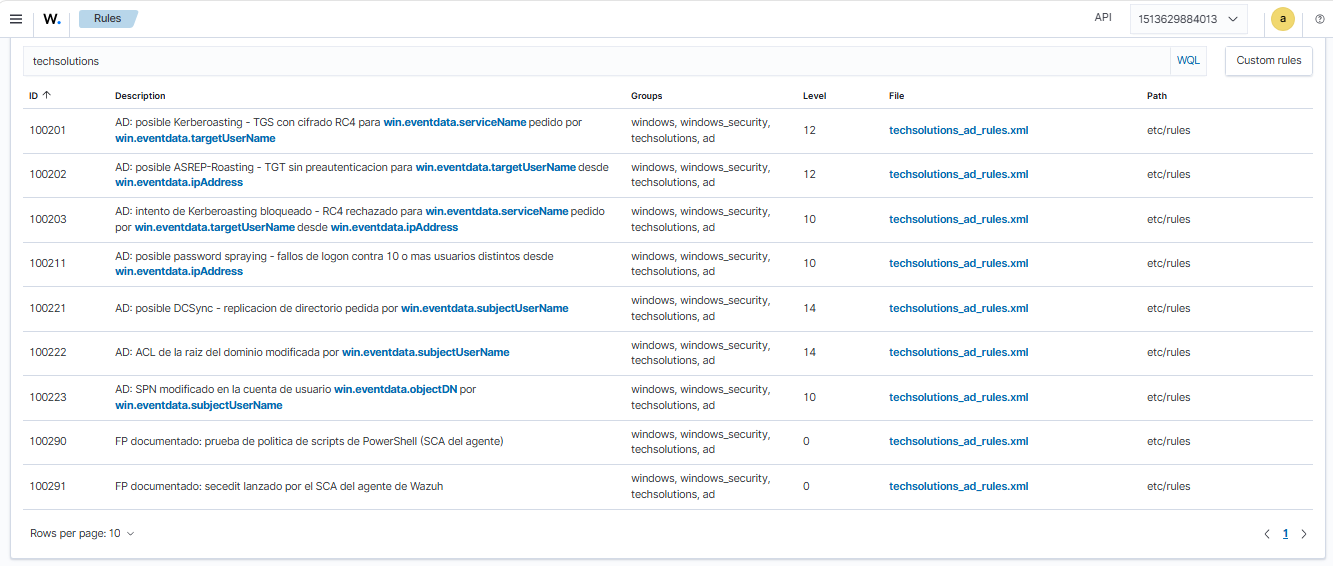 W. Rules API 1513629884013 a
techsolutions WQL Custom rules
ID Description Groups Level File Path
100201 AD: posible Kerberoasting - TGS con cifrado RC4 para win.eventdata.serviceName pedido por windows, windows_security, 12 techsolutions_ad_rules.xml etc/rules
win.eventdata.targetUserName techsolutions, ad
100202 AD: posible ASREP-Roasting - TGT sin preautenticacion para win.eventdata.targetUserName desde windows, windows_security, 12 techsolutions_ad_rules.xml etc/rules
win.eventdata.ipAddress techsolutions, ad
100203 AD: intento de Kerberoasting bloqueado - RC4 rechazado para win.eventdata.serviceName pedido windows, windows_security, 10 techsolutions_ad_rules.xml etc/rules
por win.eventdata.targetUserName desde win.eventdata.ipAddress techsolutions, ad
100211 AD: posible password spraying - fallos de logon contra 10 o mas usuarios distintos desde windows, windows_security, 10 techsolutions_ad_rules.xml etc/rules
win.eventdata.ipAddress techsolutions, ad
100221 AD: posible DCSync - replicacion de directorio pedida por win.eventdata.subjectUserName windows, windows_security, 14 techsolutions_ad_rules.xml etc/rules
techsolutions, ad
100222 AD: ACL de la raiz del dominio modificada por win.eventdata.subjectUserName windows, windows_security, 14 techsolutions_ad_rules.xml etc/rules
techsolutions, ad
100223 AD: SPN modificado en la cuenta de usuario win.eventdata.objectDN por windows, windows_security, 10 techsolutions_ad_rules.xml etc/rules
win.eventdata.subjectUserName techsolutions, ad
100290 FP documentado: prueba de politica de scripts de PowerShell (SCA del agente) windows, windows_security, 0 techsolutions_ad_rules.xml etc/rules
techsolutions, ad
100291 FP documentado: secedit lanzado por el SCA del agente de Wazuh windows, windows_security, 0 techsolutions_ad_rules.xml etc/rules
techsolutions, ad
Rows per page: 10 1